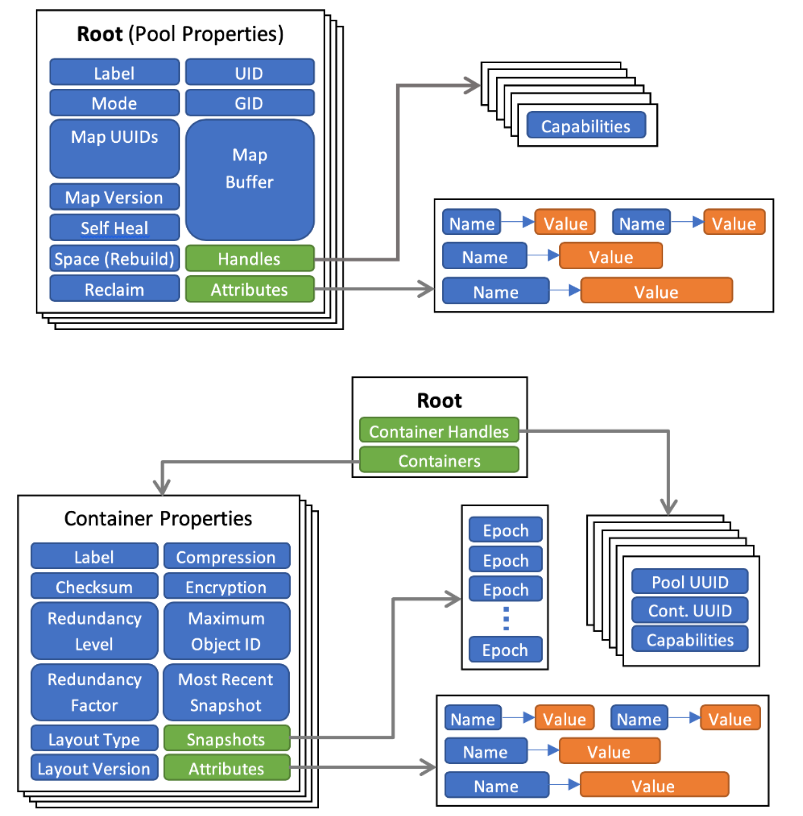 Root (Pool Properties)
Label
UID
Mode
GID
Map UUIDs
Map
Buffer
Map Version
Self Heal
Space (Rebuild)
Handles
Reclaim
Attributes
Capabilities
Name
Value
Name
Value
Name
Value
Name
Value
Root
Container Handles
Containers
Container Properties
Label
Compression
Checksum
Encryption
Redundancy
Level
Maximum
Object ID
Redundancy
Factor
Most Recent
Snapshot
Layout Type
Snapshots
Layout Version
Attributes
Epoch
Epoch
Epoch
Epoch
Pool UUID
Cont. UUID
Capabilities
Name
Value
Name
Value
Name
Value
Name
Value